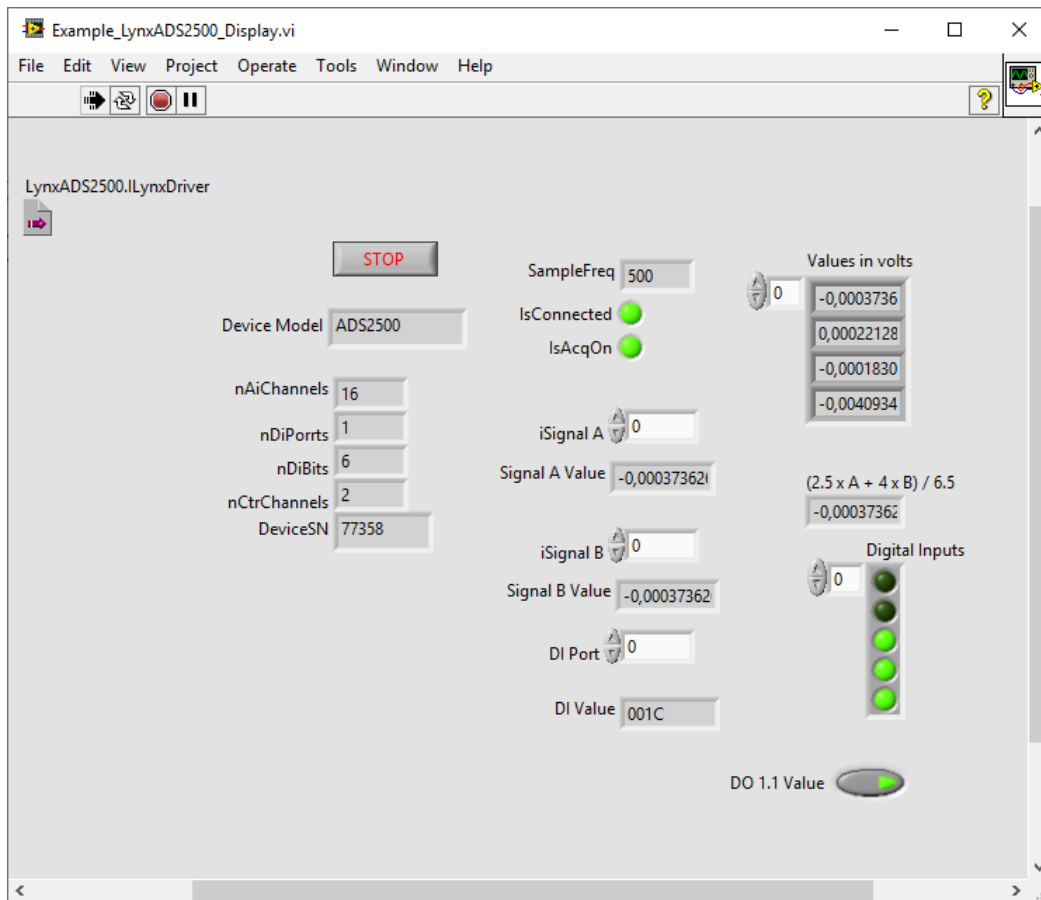 Example_LynxADS2500_Display.vi
File Edit View Project Operate Tools Window Help
LynxADS2500.ILynxDriver
STOP
Device Model ADS2500
nAiChannels 16
nDiPorrts 1
nDiBits 6
nCtrChannels 2
DeviceSN 77358
SampleFreq 500
IsConnected
IsAcqOn
iSignal A 0
Signal A Value -0,00037362
iSignal B 0
Signal B Value -0,00037362
DI Port 0
DI Value 001C
Values in volts
0
-0,0003736
0,00022128
-0,0001830
-0,0040934
(2.5 x A + 4 x B) / 6.5
-0,00037362
Digital Inputs
0
DO 1.1 Value